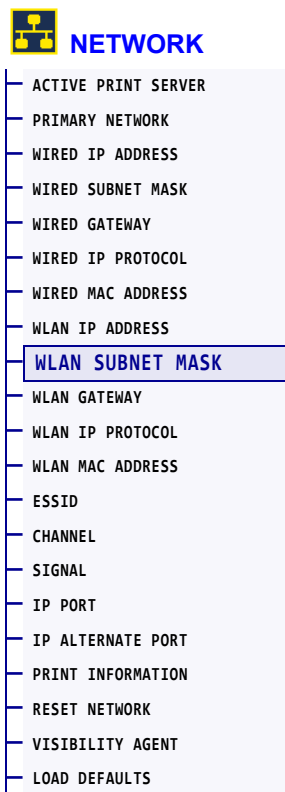 NETWORK
ACTIVE PRINT SERVER
PRIMARY NETWORK
WIRED IP ADDRESS
WIRED SUBNET MASK
WIRED GATEWAY
WIRED IP PROTOCOL
WIRED MAC ADDRESS
WLAN IP ADDRESS
WLAN SUBNET MASK
WLAN GATEWAY
WLAN IP PROTOCOL
WLAN MAC ADDRESS
ESSID
CHANNEL
SIGNAL
IP PORT
IP ALTERNATE PORT
PRINT INFORMATION
RESET NETWORK
VISIBILITY AGENT
LOAD DEFAULTS